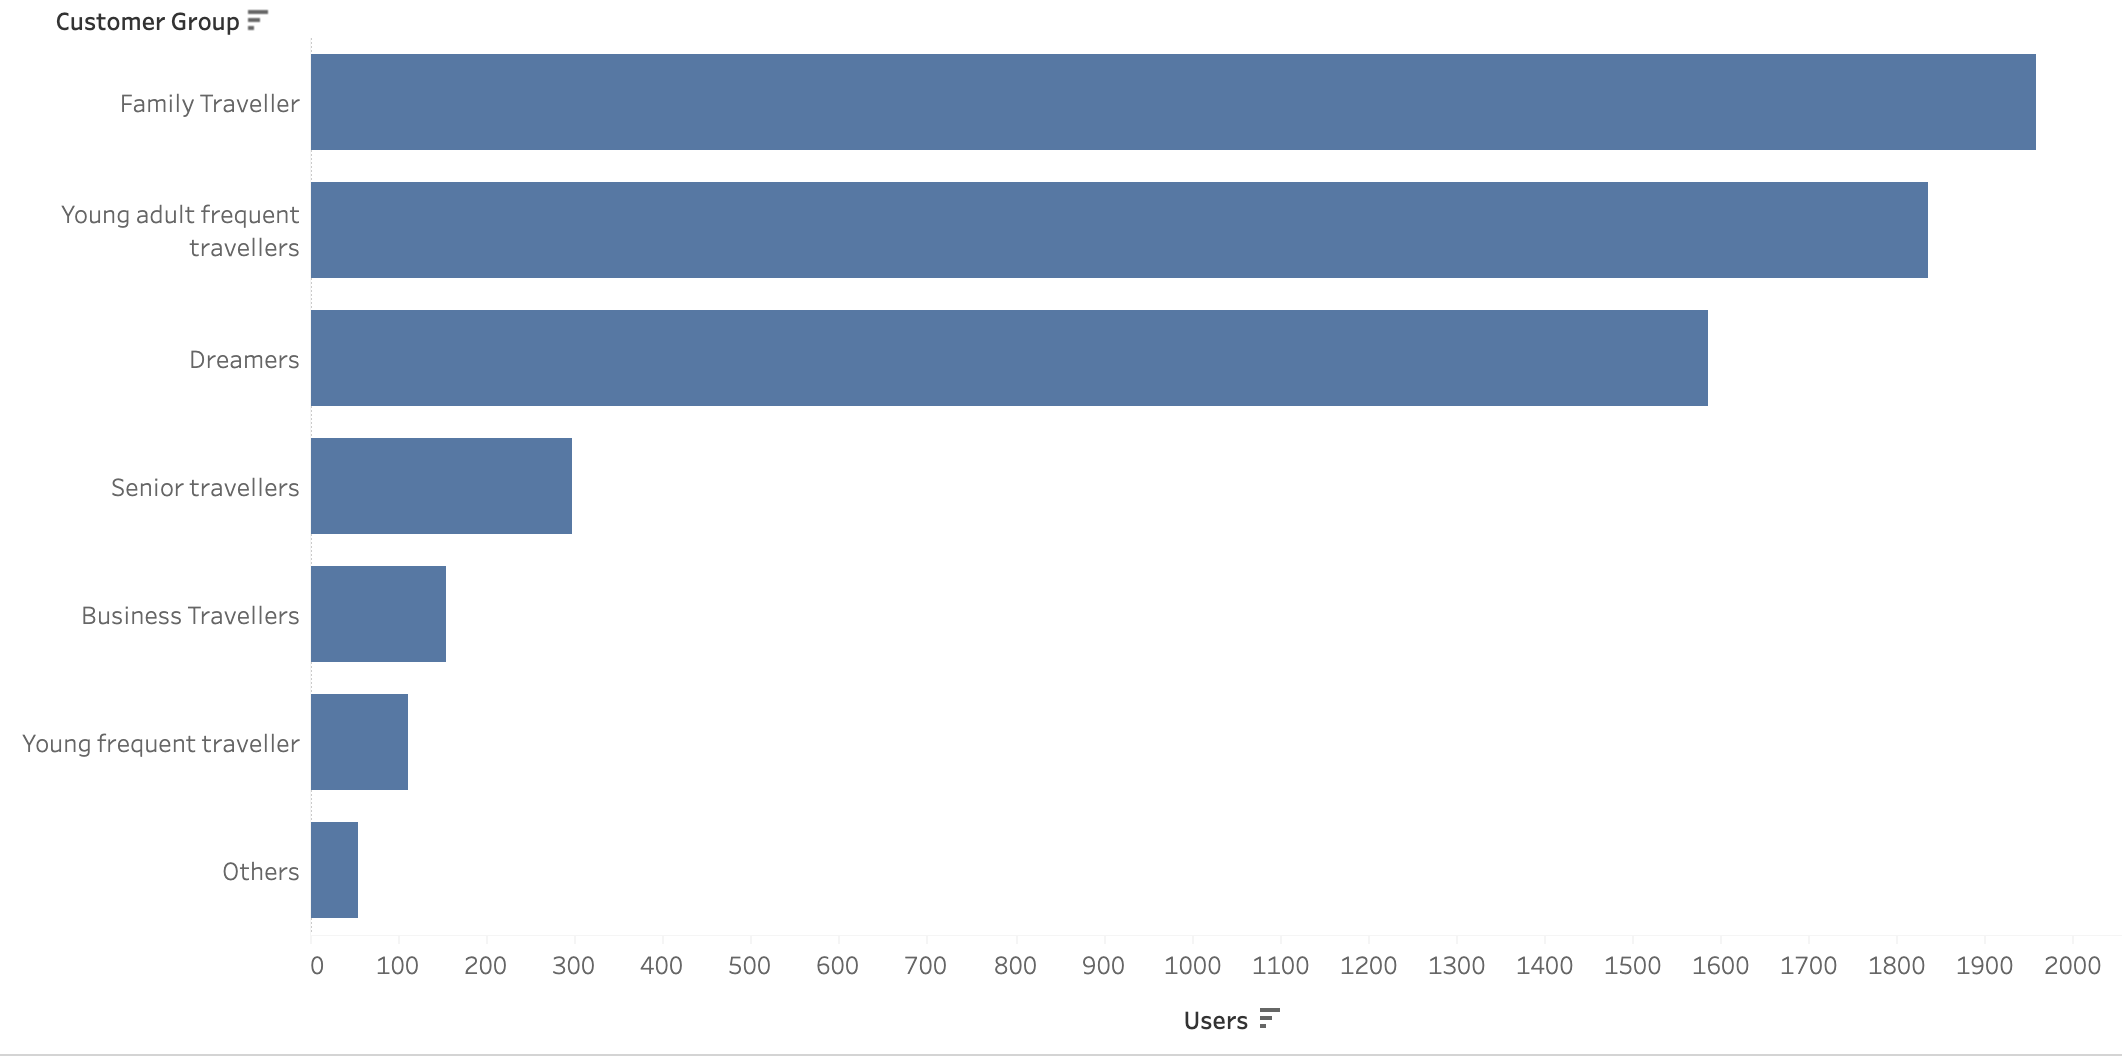 Customer Group
Family Traveller
Young adult frequent
travellers
Dreamers
Senior travellers
Business Travellers
Young frequent traveller
Others
0 100 200 300 400 500 600 700 800 900 1000 1100 1200 1300 1400 1500 1600 1700 1800 1900 2000
Users